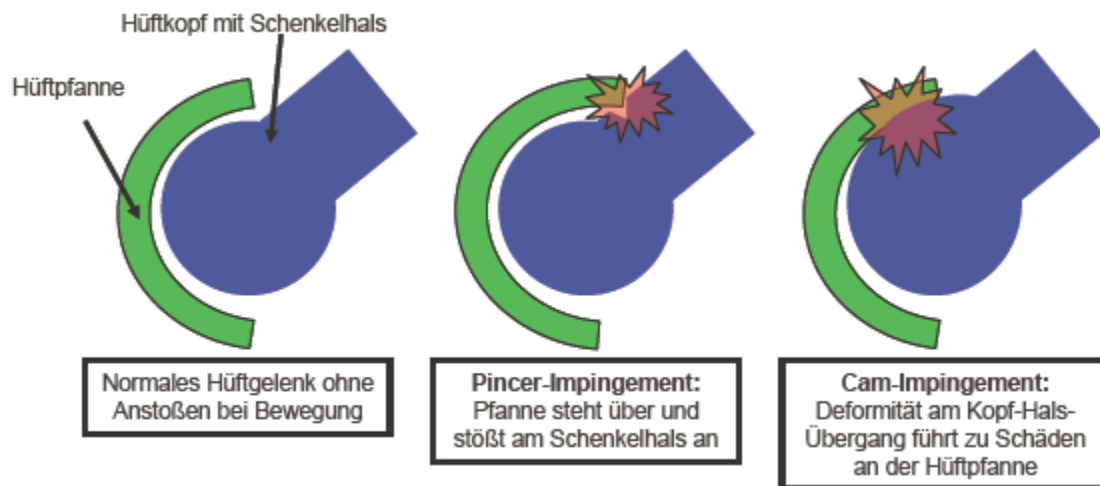 Hüftkopf mit Schenkelhals
Hüftpfanne
Normales Hüftgelenk ohne
Anstoßen bei Bewegung
Pincer-Impingement:
Pfanne steht über und
stößt am Schenkelhals an
Cam-Impingement:
Deformität am Kopf-Hals-
Übergang führt zu Schäden
an der Hüftpfanne